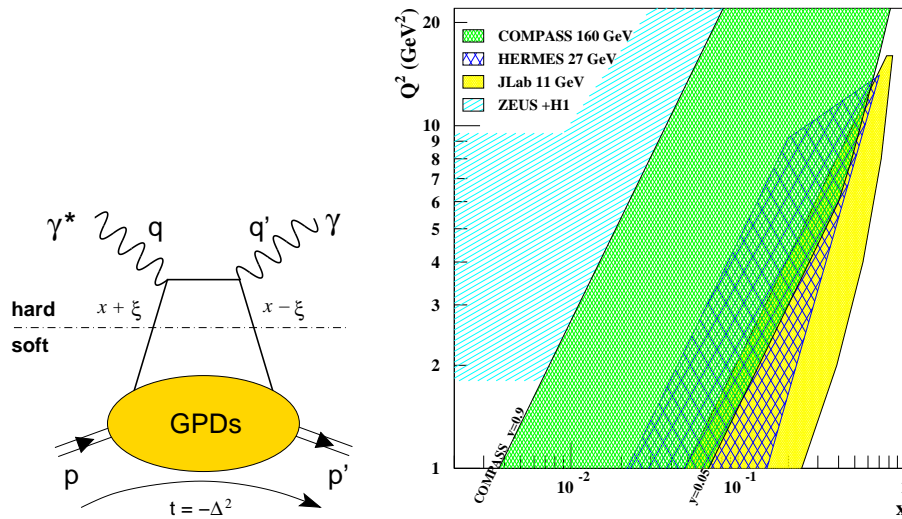 γ* q q' γ
x + ξ x − ξ
hard
soft
GPDs
p p'
t = −Δ²
Q² (GeV²)
20
10
9
8
7
6
5
4
3
2
1
COMPASS 160 GeV
HERMES 27 GeV
JLab 11 GeV
ZEUS +H1
COMPASS y=0.9
y=0.05
10⁻²
10⁻¹
x